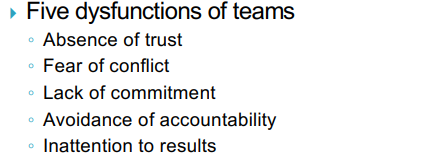 Five dysfunctions of teams
Absence of trust
Fear of conflict
Lack of commitment
Avoidance of accountability
Inattention to results